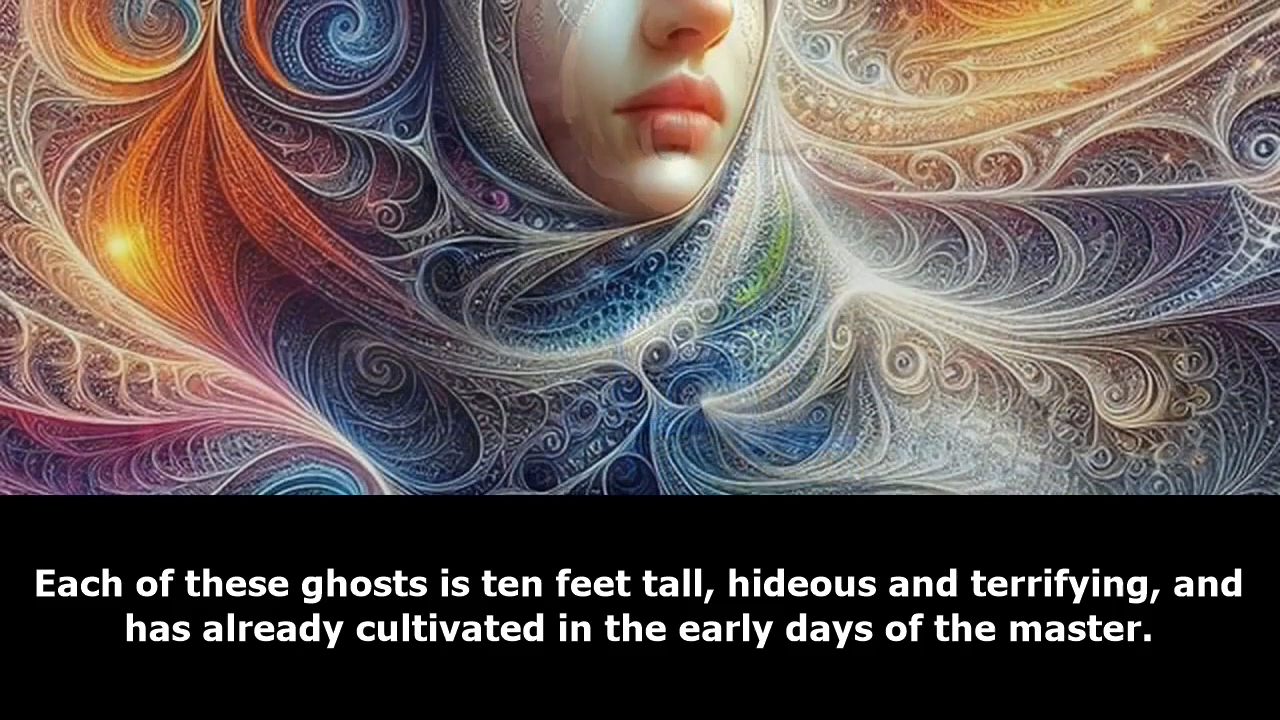 Each of these ghosts is ten feet tall, hideous and terrifying, and
has already cultivated in the early days of the master.